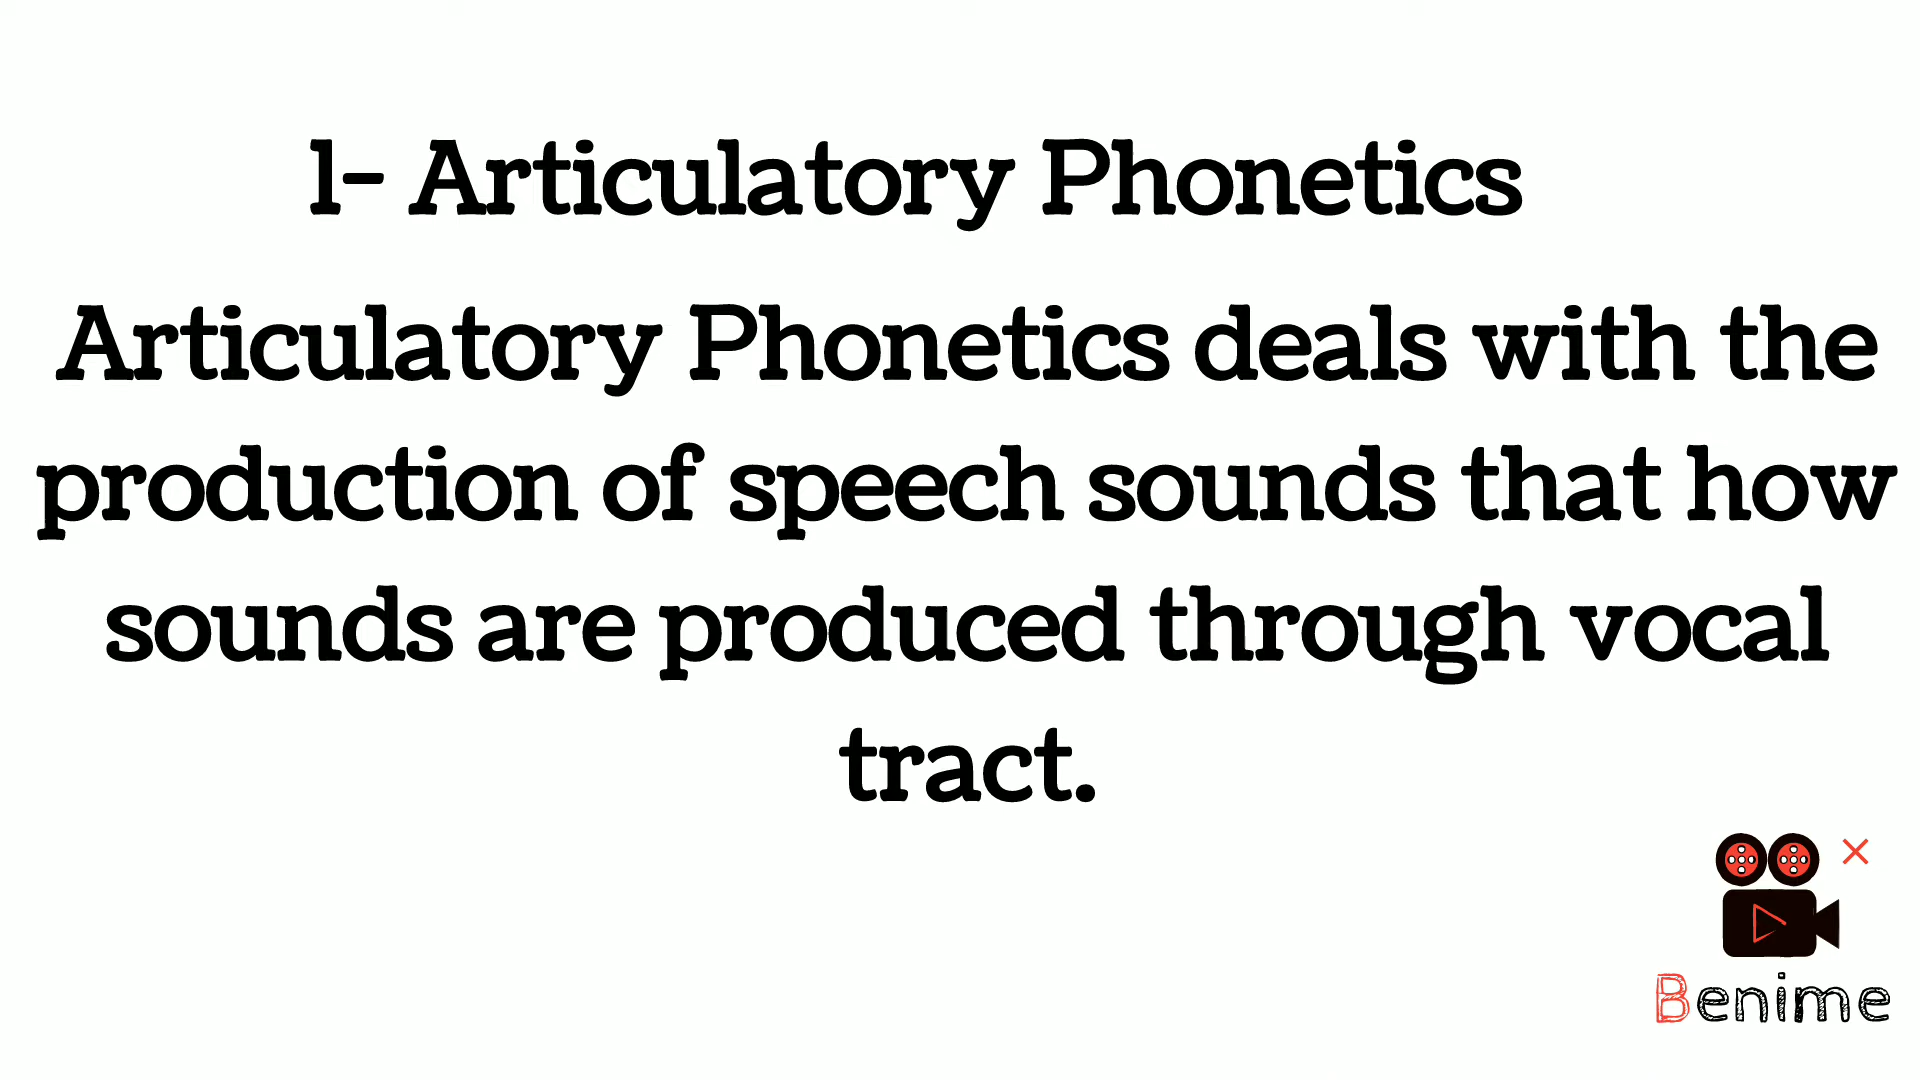 1- Articulatory Phonetics
Articulatory Phonetics deals with the
production of speech sounds that how
sounds are produced through vocal
tract.
Benime